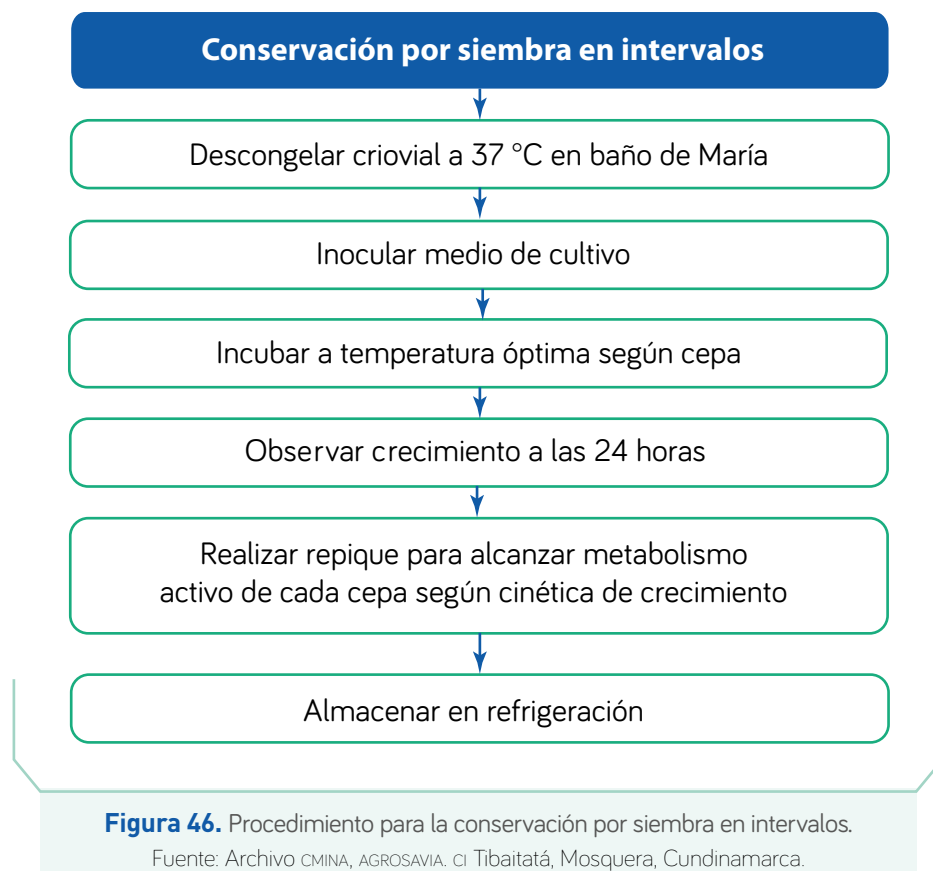 Conservación por siembra en intervalos
Descongelar criovial a 37 °C en baño de María
Inocular medio de cultivo
Incubar a temperatura óptima según cepa
Observar crecimiento a las 24 horas
Realizar repique para alcanzar metabolismo
activo de cada cepa según cinética de crecimiento
Almacenar en refrigeración
Figura 46. Procedimiento para la conservación por siembra en intervalos.
Fuente: Archivo CMINA, AGROSAVIA. CI Tibaitatá, Mosquera, Cundinamarca.